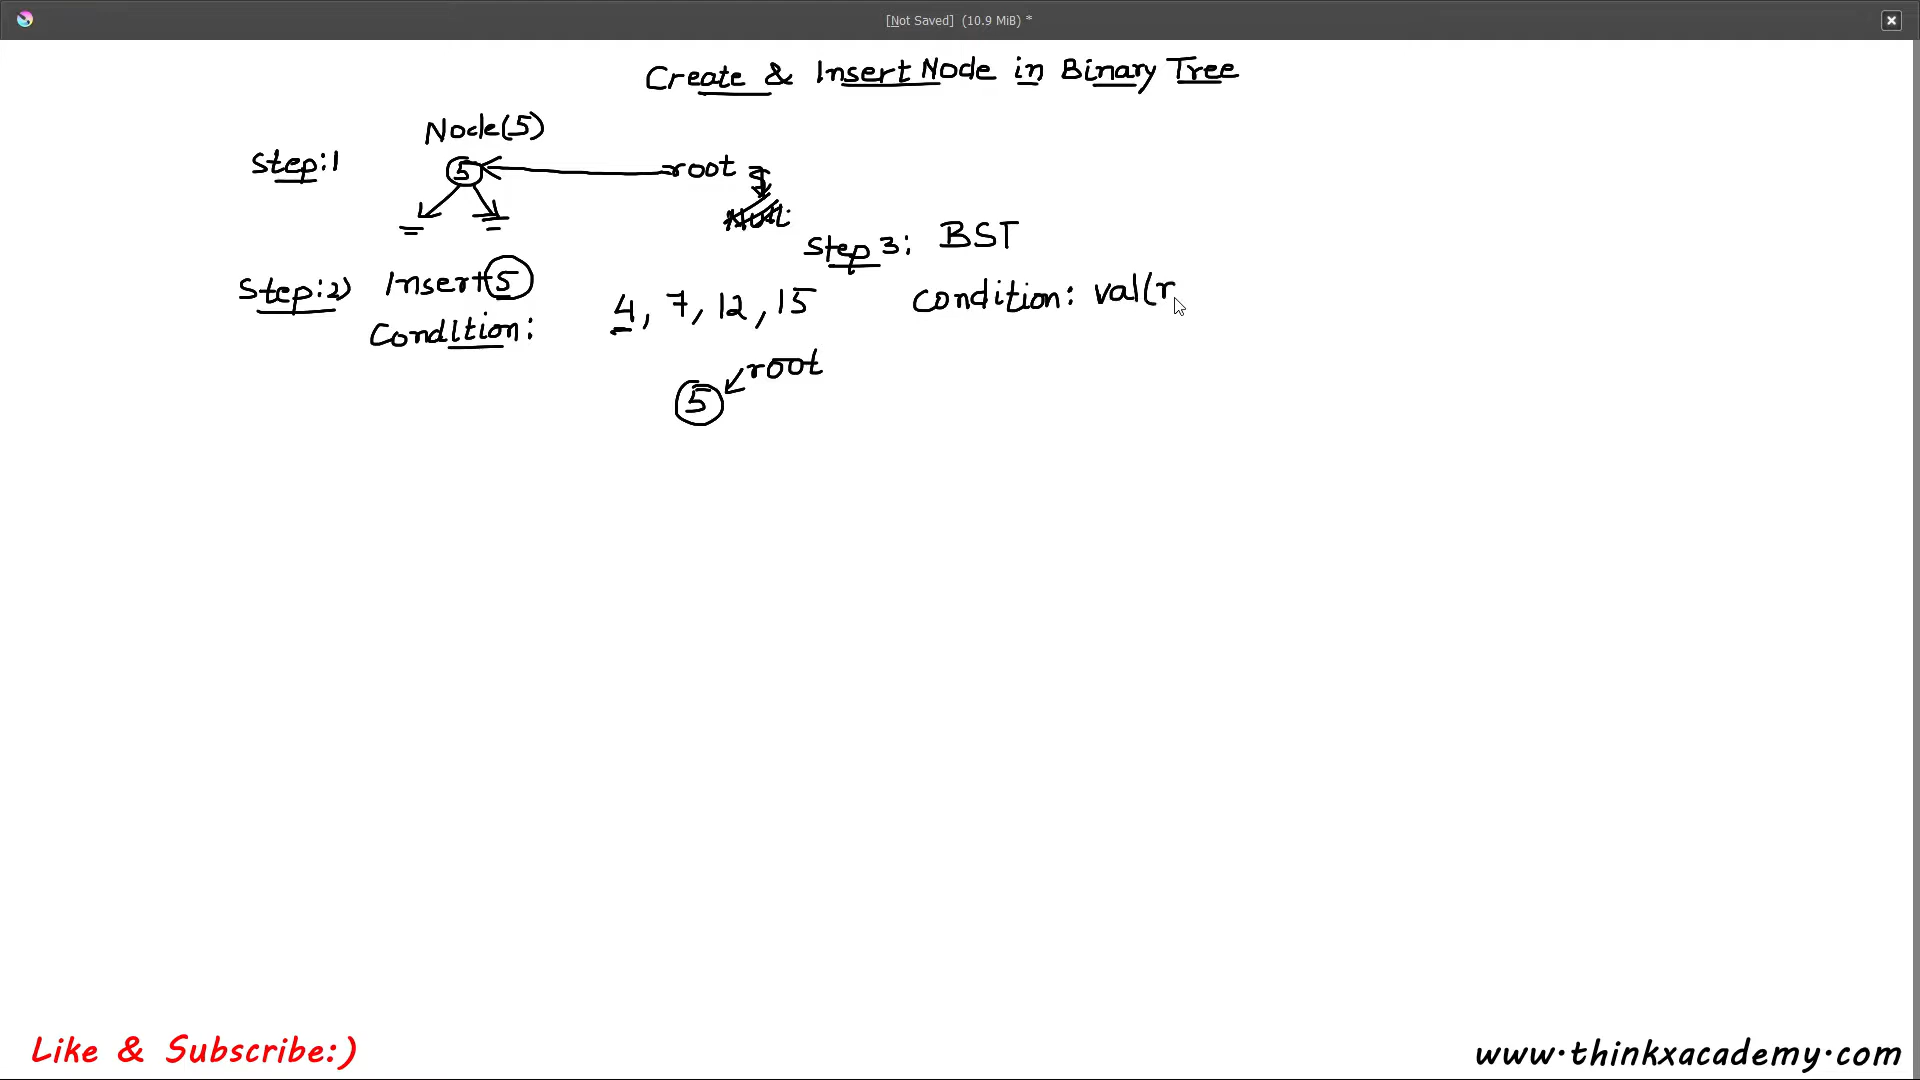 [Not Saved] (10.9 MiB) *
Create & Insert Node in Binary Tree
Node(5)
Step:1
5
root
Null
Step 3: BST
Step:2) Insert 5
4, 7, 12, 15
Condition: val(r
Condition:
root
5
Like & Subscribe:)
www.thinkxacademy.com